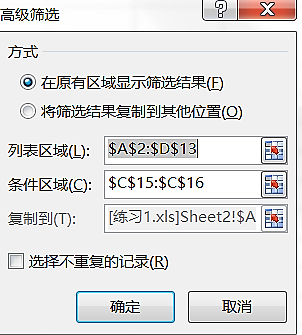 高级筛选
方式
在原有区域显示筛选结果(F)
将筛选结果复制到其他位置(O)
列表区域(L): $A$2:$D$13
条件区域(C): $C$15:$C$16
复制到(T): [练习1.xls]Sheet2!$A
选择不重复的记录(R)
确定 取消